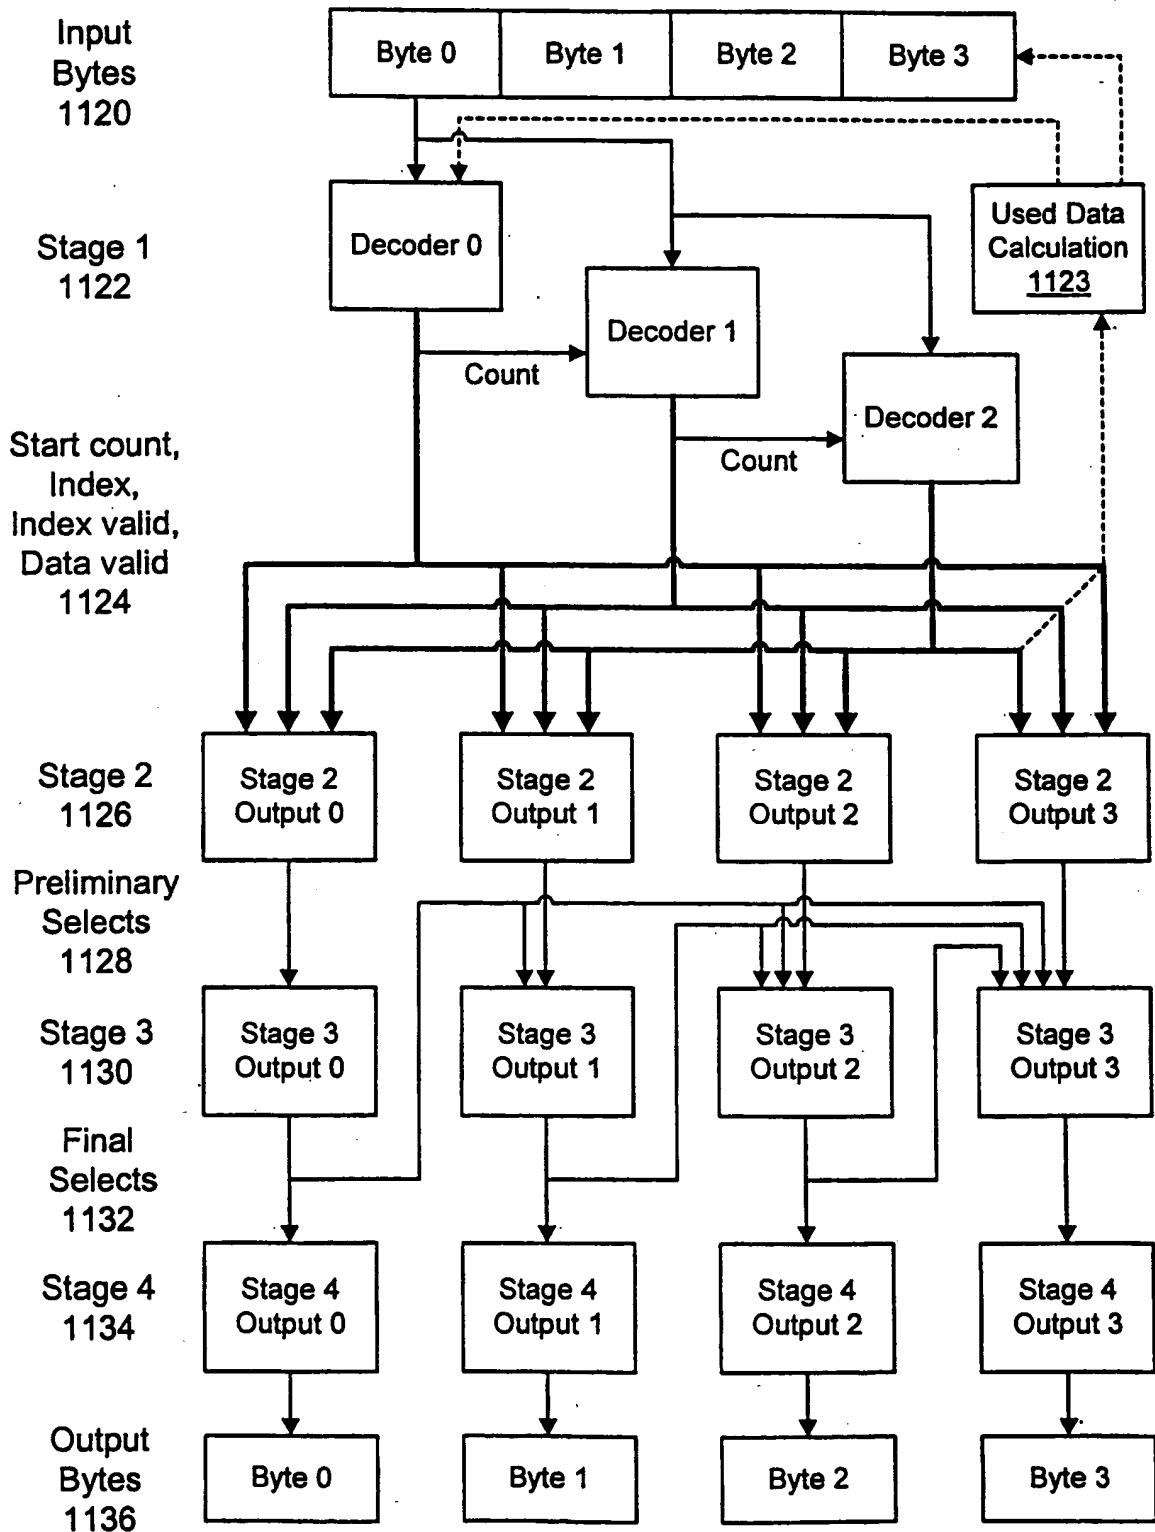 Input
Bytes
1120
Byte 0
Byte 1
Byte 2
Byte 3
Stage 1
1122
Decoder 0
Decoder 1
Decoder 2
Used Data
Calculation
1123
Count
Count
Start count,
Index,
Index valid,
Data valid
1124
Stage 2
1126
Stage 2
Output 0
Stage 2
Output 1
Stage 2
Output 2
Stage 2
Output 3
Preliminary
Selects
1128
Stage 3
1130
Stage 3
Output 0
Stage 3
Output 1
Stage 3
Output 2
Stage 3
Output 3
Final
Selects
1132
Stage 4
1134
Stage 4
Output 0
Stage 4
Output 1
Stage 4
Output 2
Stage 4
Output 3
Output
Bytes
1136
Byte 0
Byte 1
Byte 2
Byte 3